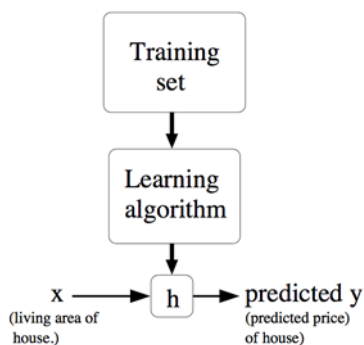 Training
set
Learning
algorithm
x
h
predicted y
(living area of
house.)
(predicted price)
of house)